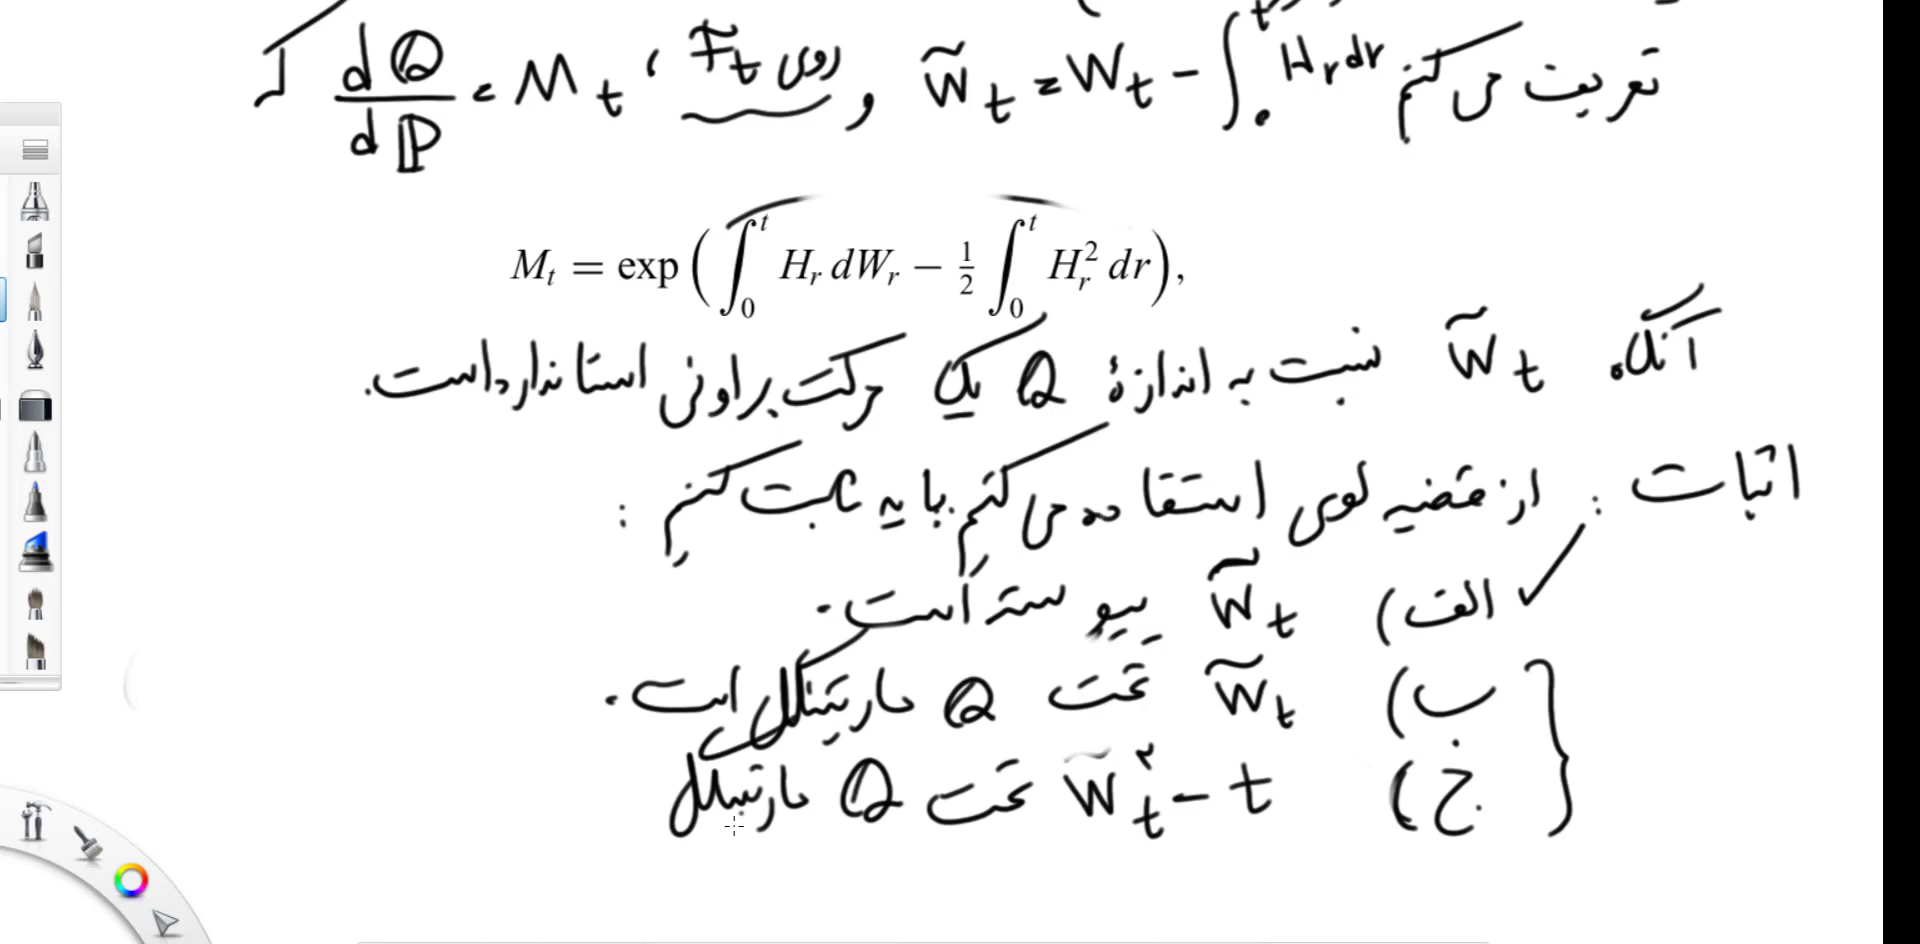 تعریف می کنم W̃_t = W_t - ∫_0^t H_r dr و روی F_t ، dQ/dP = M_t که
M_t = exp( ∫_0^t H_r dW_r − 1/2 ∫_0^t H_r^2 dr ),
آنگاه W̃_t نسبت به اندازهٔ Q یک حرکت براونی استاندارد است.
اثبات : از قضیه لوی استفاده می کنیم. باید ثابت کنیم :
الف) W̃_t پیوسته است.
ب) W̃_t تحت Q مارتینگل است.
ج) W̃_t^۲ - t تحت Q مارتینگل